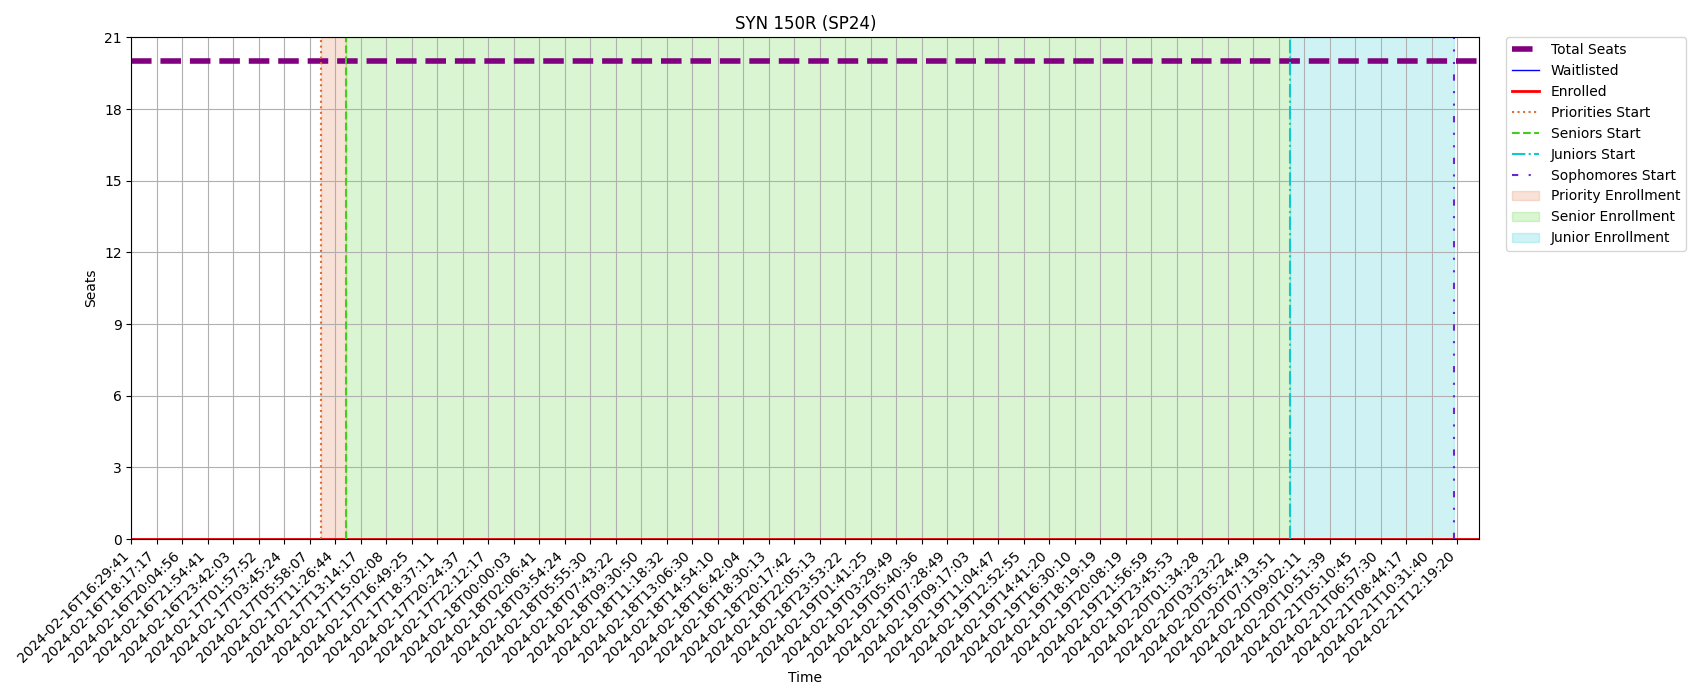 SYN 150R (SP24)
21
18
15
12
9
6
3
0
Seats
2024-02-16T16:29:41
2024-02-16T18:17:17
2024-02-16T20:04:56
2024-02-16T21:54:41
2024-02-16T23:42:03
2024-02-17T01:57:52
2024-02-17T03:45:24
2024-02-17T05:58:07
2024-02-17T11:26:44
2024-02-17T13:14:17
2024-02-17T15:02:08
2024-02-17T16:49:25
2024-02-17T18:37:11
2024-02-17T20:24:37
2024-02-17T22:12:17
2024-02-18T00:00:03
2024-02-18T02:06:41
2024-02-18T03:54:24
2024-02-18T05:55:30
2024-02-18T07:43:22
2024-02-18T09:30:50
2024-02-18T11:18:32
2024-02-18T13:06:30
2024-02-18T14:54:10
2024-02-18T16:42:04
2024-02-18T18:30:13
2024-02-18T20:17:42
2024-02-18T22:05:13
2024-02-18T23:53:22
2024-02-19T01:41:25
2024-02-19T03:29:49
2024-02-19T05:40:36
2024-02-19T07:28:49
2024-02-19T09:17:03
2024-02-19T11:04:47
2024-02-19T12:52:55
2024-02-19T14:41:20
2024-02-19T16:30:10
2024-02-19T18:19:19
2024-02-19T20:08:19
2024-02-19T21:56:59
2024-02-19T23:45:53
2024-02-20T01:34:28
2024-02-20T03:23:22
2024-02-20T05:24:49
2024-02-20T07:13:51
2024-02-20T09:02:11
2024-02-20T10:51:39
2024-02-21T05:10:45
2024-02-21T06:57:30
2024-02-21T08:44:17
2024-02-21T10:31:40
2024-02-21T12:19:20
Time
Total Seats
Waitlisted
Enrolled
Priorities Start
Seniors Start
Juniors Start
Sophomores Start
Priority Enrollment
Senior Enrollment
Junior Enrollment